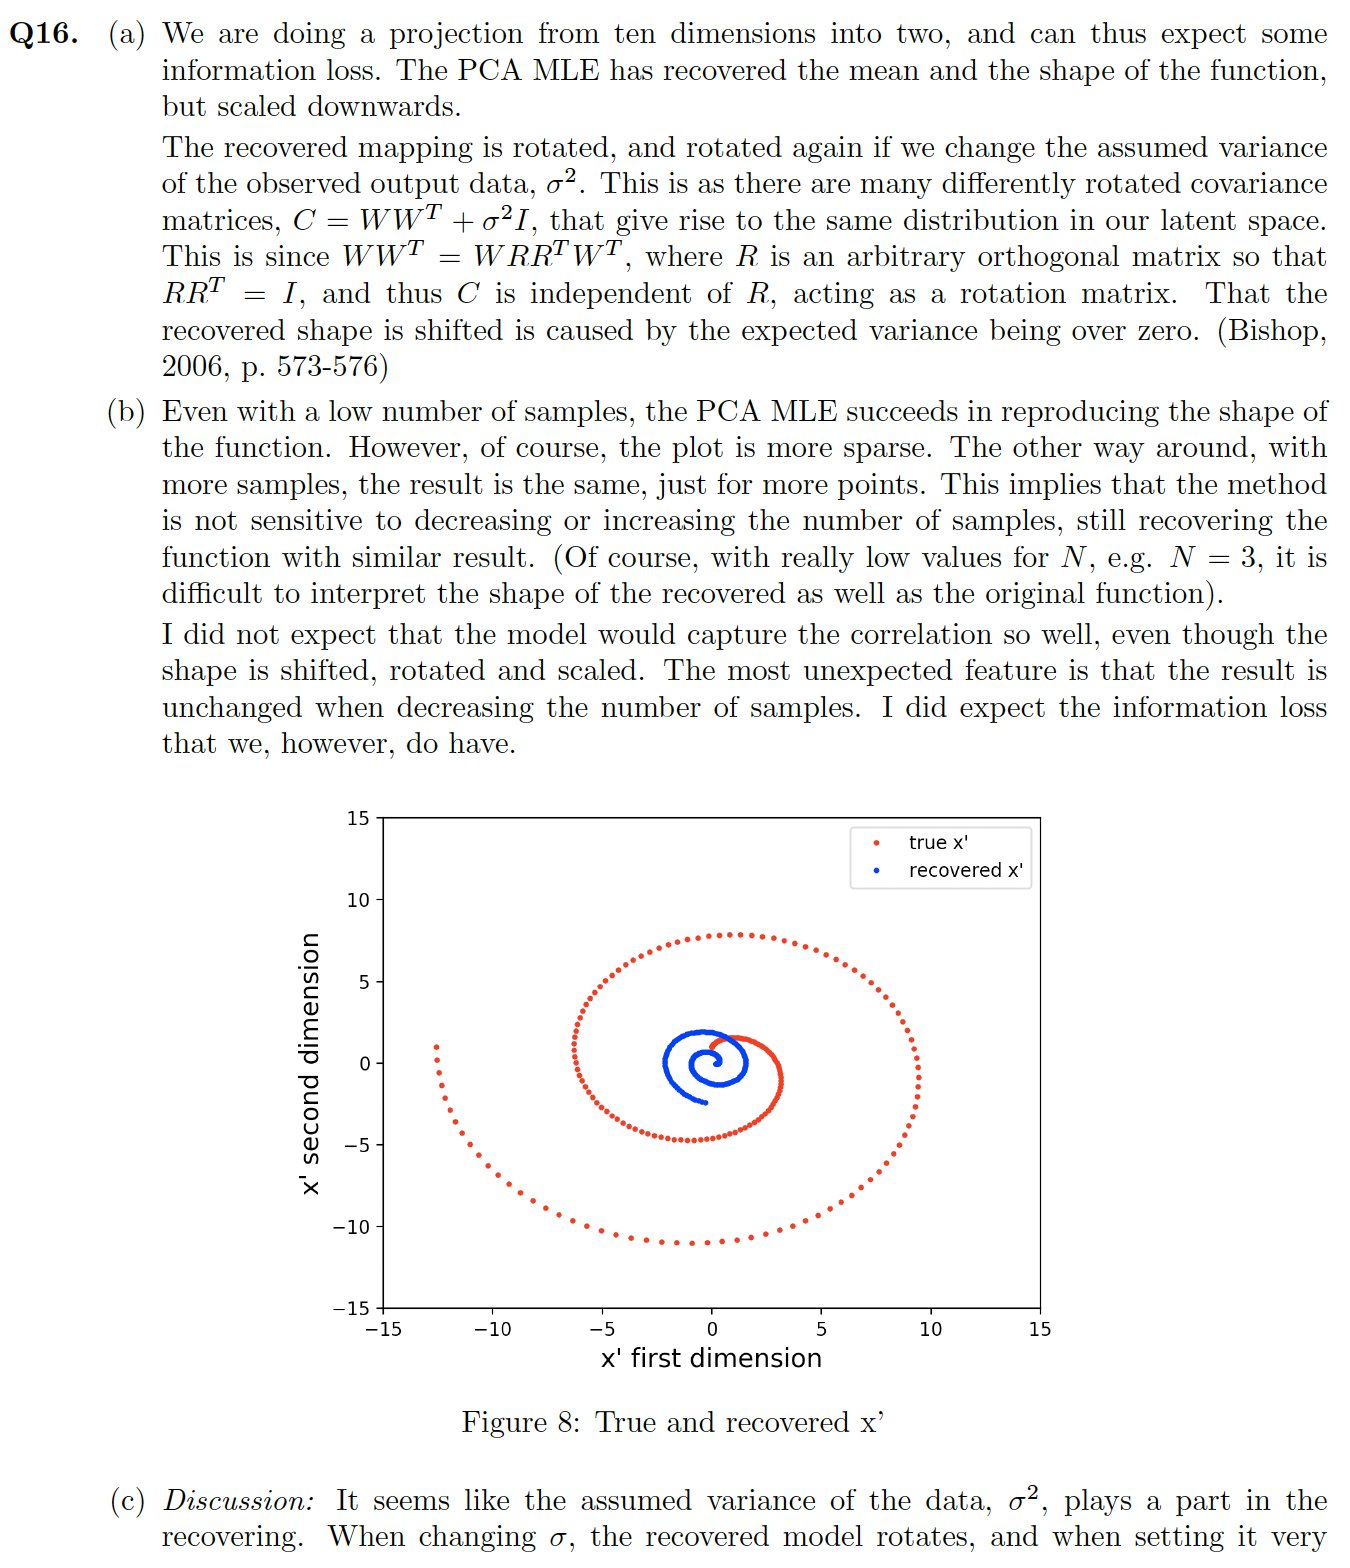 Q16. (a) We are doing a projection from ten dimensions into two, and can thus expect some
information loss. The PCA MLE has recovered the mean and the shape of the function,
but scaled downwards.
The recovered mapping is rotated, and rotated again if we change the assumed variance
of the observed output data, σ². This is as there are many differently rotated covariance
matrices, C = WWᵀ + σ²I, that give rise to the same distribution in our latent space.
This is since WWᵀ = WRRᵀWᵀ, where R is an arbitrary orthogonal matrix so that
RRᵀ = I, and thus C is independent of R, acting as a rotation matrix. That the
recovered shape is shifted is caused by the expected variance being over zero. (Bishop,
2006, p. 573-576)
(b) Even with a low number of samples, the PCA MLE succeeds in reproducing the shape of
the function. However, of course, the plot is more sparse. The other way around, with
more samples, the result is the same, just for more points. This implies that the method
is not sensitive to decreasing or increasing the number of samples, still recovering the
function with similar result. (Of course, with really low values for N, e.g. N = 3, it is
difficult to interpret the shape of the recovered as well as the original function).
I did not expect that the model would capture the correlation so well, even though the
shape is shifted, rotated and scaled. The most unexpected feature is that the result is
unchanged when decreasing the number of samples. I did expect the information loss
that we, however, do have.
15
10
5
0
−5
−10
−15
x' second dimension
true x'
recovered x'
−15 −10 −5 0 5 10 15
x' first dimension
Figure 8: True and recovered x’
(c) Discussion: It seems like the assumed variance of the data, σ², plays a part in the
recovering. When changing σ, the recovered model rotates, and when setting it very